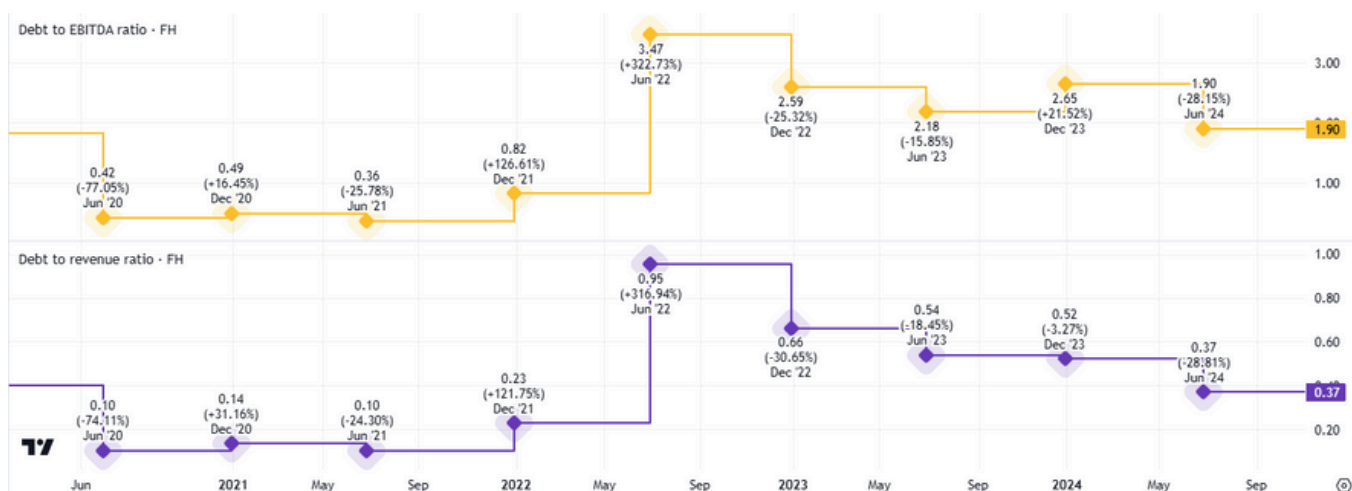 Debt to EBITDA ratio · FH
3.47
(+322.73%)
Jun '22
3.00
2.59
(-25.32%)
Dec '22
2.18
(-15.85%)
Jun '23
2.65
(+21.52%)
Dec '23
1.90
(-28.15%)
Jun '24
1.90
0.42
(-77.05%)
Jun '20
0.49
(+16.45%)
Dec '20
0.36
(-25.78%)
Jun '21
0.82
(+126.61%)
Dec '21
1.00
Debt to revenue ratio · FH
1.00
0.95
(+316.94%)
Jun '22
0.80
0.66
(-30.65%)
Dec '22
0.54
(-18.45%)
Jun '23
0.52
(-3.27%)
Dec '23
0.60
0.37
(-28.81%)
Jun '24
0.37
0.10
(-74.11%)
Jun '20
0.14
(+31.16%)
Dec '20
0.10
(-24.30%)
Jun '21
0.23
(+121.75%)
Dec '21
0.20
Jun 2021 May Sep 2022 May Sep 2023 May Sep 2024 May Sep